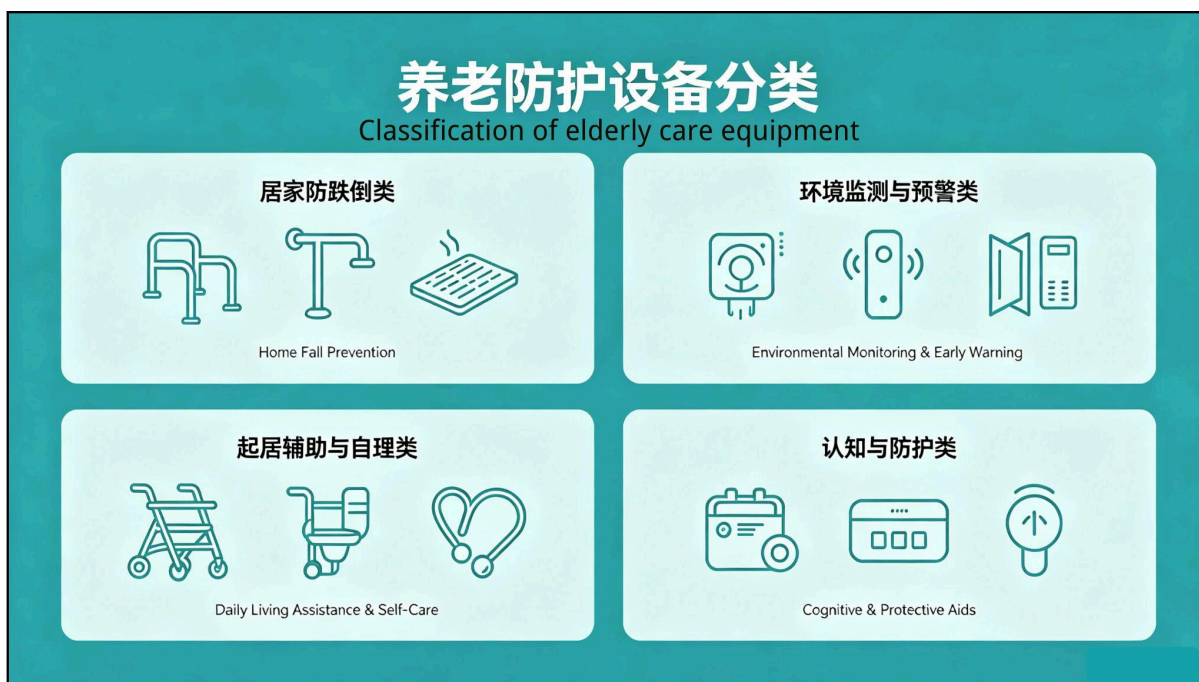 养老防护设备分类
Classification of elderly care equipment
居家防跌倒类
Home Fall Prevention
环境监测与预警类
Environmental Monitoring & Early Warning
起居辅助与自理类
Daily Living Assistance & Self-Care
认知与防护类
Cognitive & Protective Aids